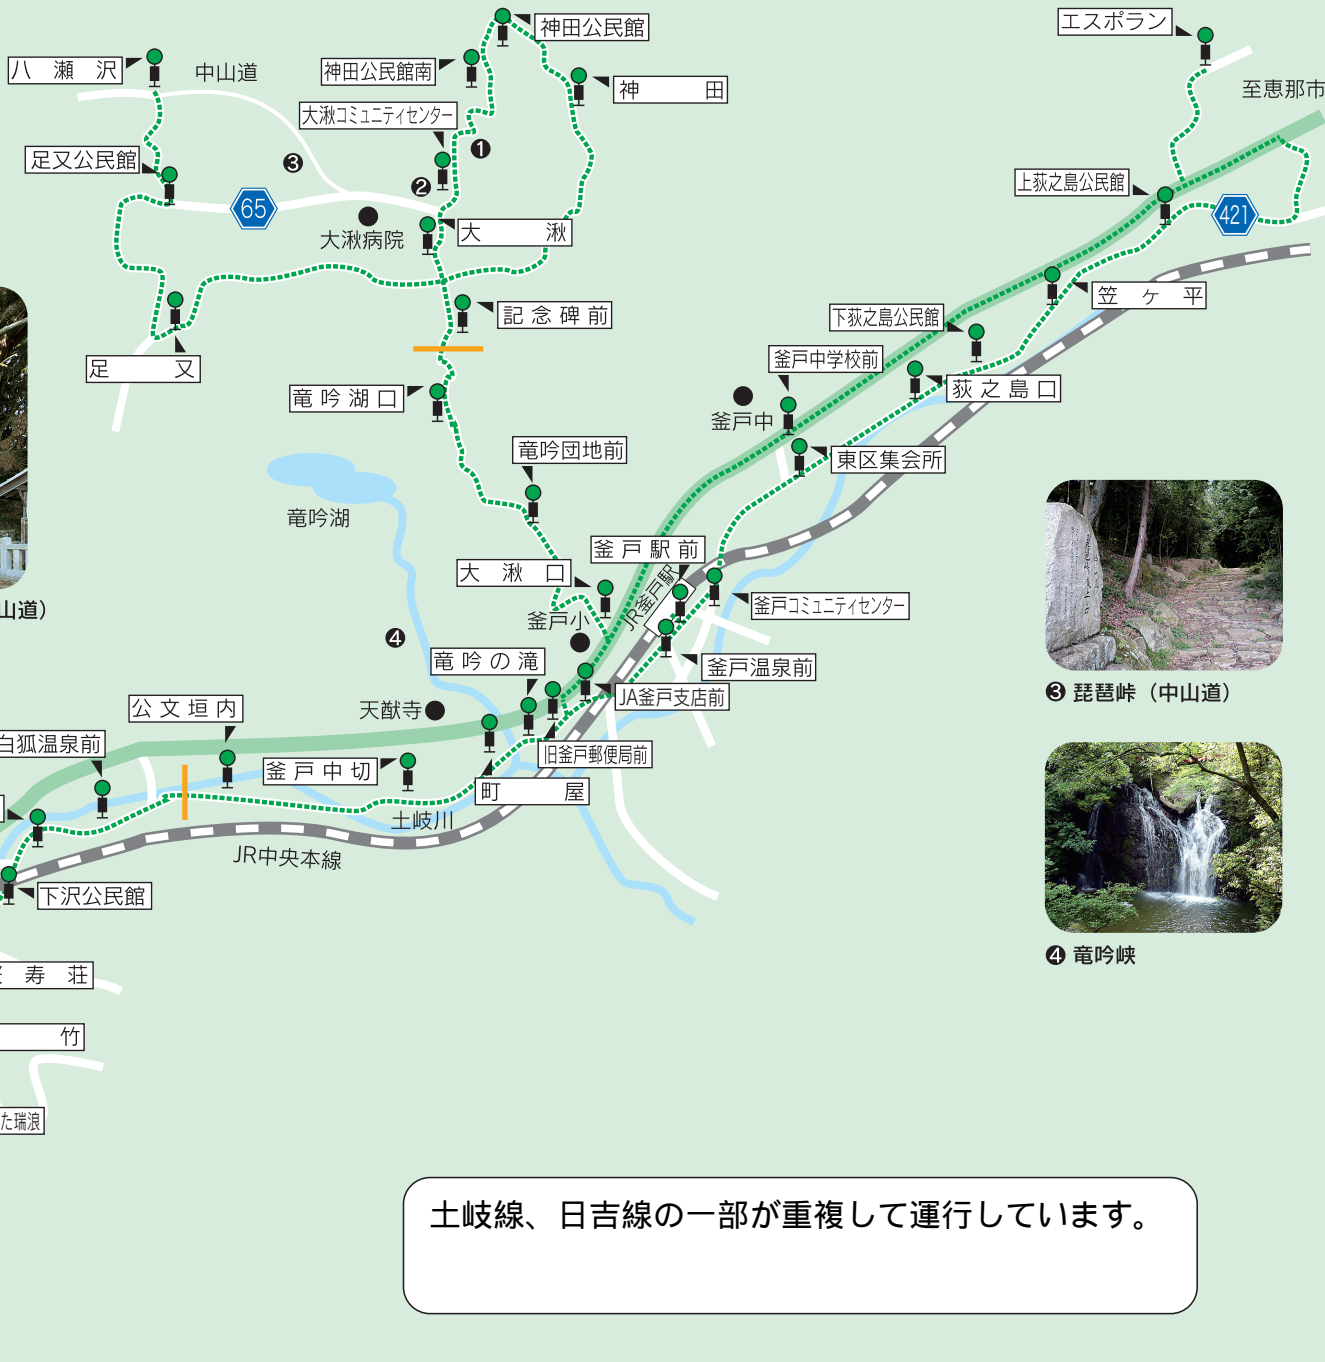 エスポラン
神田公民館
八瀬沢
中山道
神田公民館南
神田
至恵那市
大湫コミュニティセンター
❶
足又公民館
❸
❷
上荻之島公民館
65
421
大湫
大湫病院
笠ヶ平
記念碑前
下荻之島公民館
足又
釜戸中学校前
竜吟湖口
荻之島口
釜戸中
竜吟団地前
東区集会所
竜吟湖
釜戸駅前
大湫口
JR釜戸駅
釜戸コミュニティセンター
山道）
釜戸小
❹
竜吟の滝
釜戸温泉前
❸ 琵琶峠（中山道）
JA釜戸支店前
公文垣内
天猷寺
白狐温泉前
旧釜戸郵便局前
釜戸中切
町屋
土岐川
JR中央本線
下沢公民館
❹ 竜吟峡
寿荘
竹
た瑞浪
土岐線、日吉線の一部が重複して運行しています。